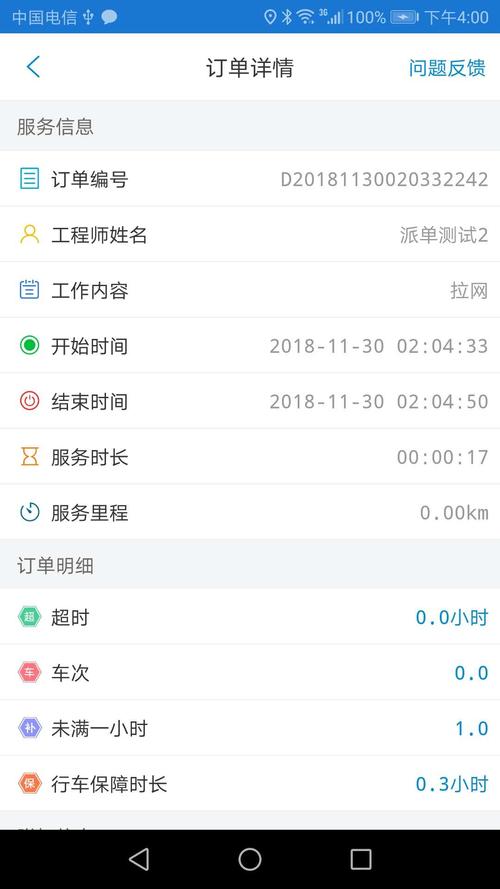 中国电信 3G 100% 下午4:00
订单详情 问题反馈
服务信息
订单编号 D20181130020332242
工程师姓名 派单测试2
工作内容 拉网
开始时间 2018-11-30 02:04:33
结束时间 2018-11-30 02:04:50
服务时长 00:00:17
服务里程 0.00km
订单明细
超 超时 0.0小时
车 车次 0.0
补 未满一小时 1.0
保 行车保障时长 0.3小时